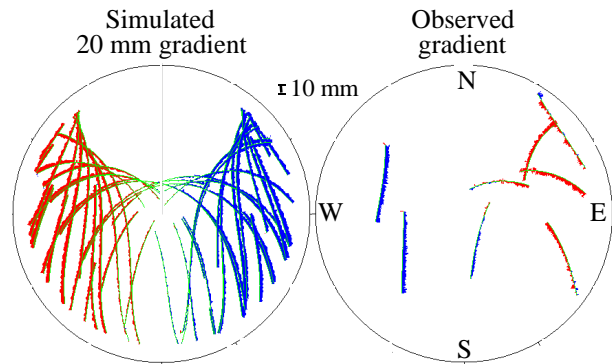 Simulated
20 mm gradient
Observed
gradient
10 mm
N
W
E
S